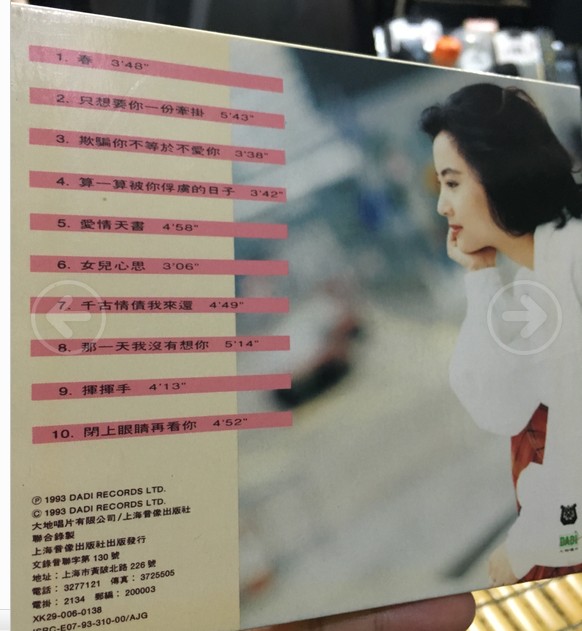 1. 春 3'48"
2. 只想要你一份牽掛 5'43"
3. 欺騙你不等於不愛你 3'38"
4. 算一算被你俘虜的日子 3'42"
5. 愛情天書 4'58"
6. 女兒心思 3'06"
7. 千古情債我來還 4'49"
8. 那一天我沒有想你 5'14"
9. 揮揮手 4'13"
10. 閉上眼睛再看你 4'52"
Ⓟ 1993 DADI RECORDS LTD.
© 1993 DADI RECORDS LTD.
大地唱片有限公司/上海音像出版社
聯合錄製
上海音像出版社出版發行
文錄音聯字第 130 號
地址：上海市黃陂北路 226 號
電話：3277121 傳真：3725505
電掛：2134 郵編：200003
XK29-006-0138
ISRC-E07-93-310-00/AJG
DADI